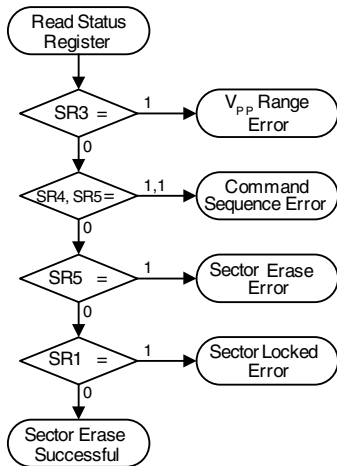 Read Status
Register
SR3 =
1
V_PP Range
Error
0
SR4, SR5=
1,1
Command
Sequence Error
0
SR5 =
1
Sector Erase
Error
0
SR1 =
1
Sector Locked
Error
0
Sector Erase
Successful